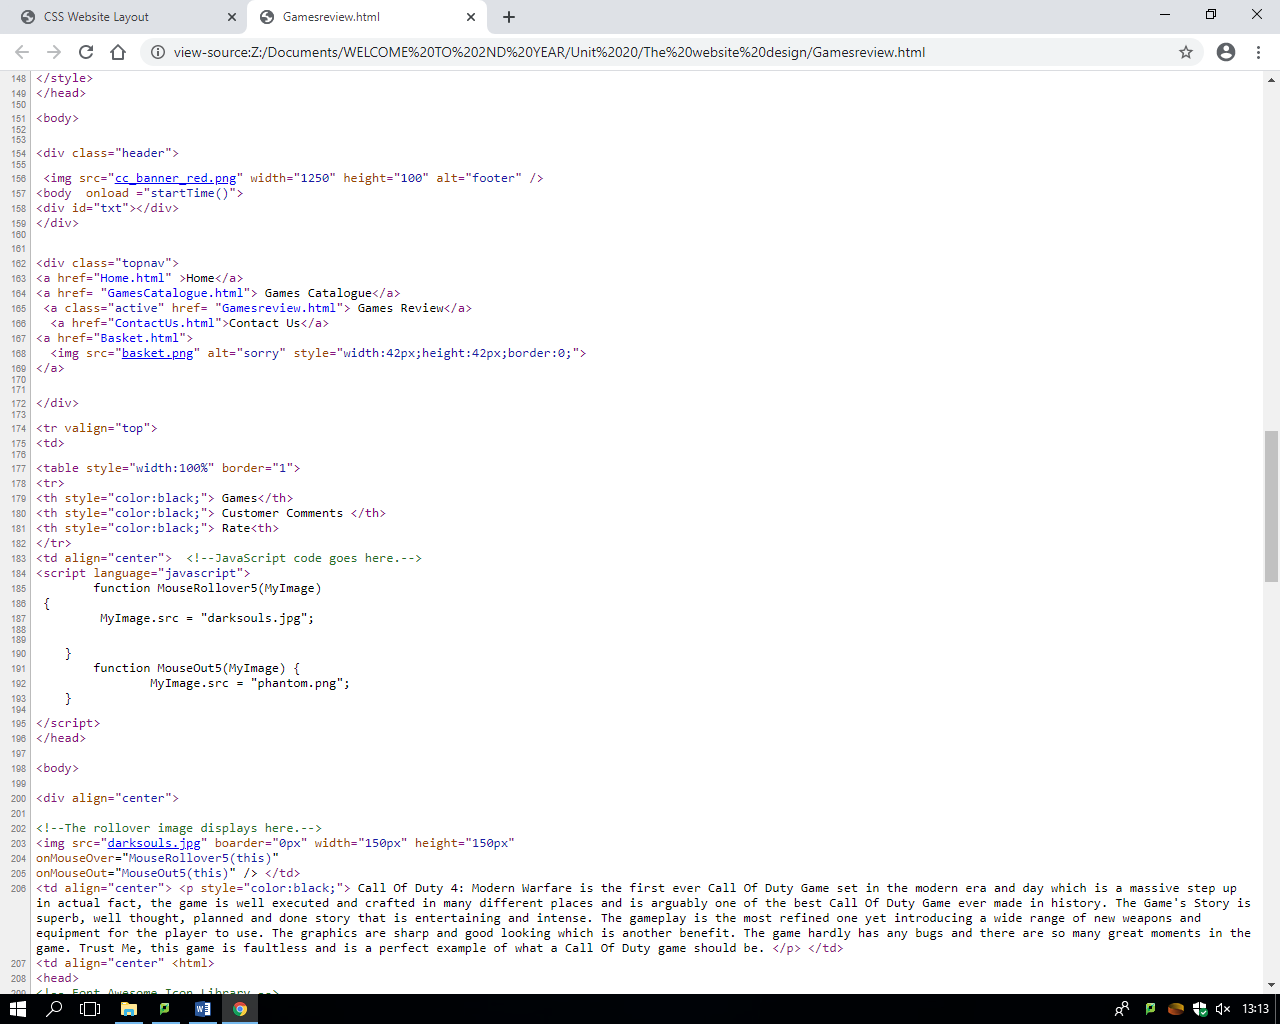 CSS Website Layout
Gamesreview.html
view-source:Z:/Documents/WELCOME%20TO%202ND%20YEAR/Unit%2020/The%20website%20design/Gamesreview.html
148 </style>
149 </head>
150
151 <body>
152
153
154 <div class="header">
155
156 <img src="cc_banner_red.png" width="1250" height="100" alt="footer" />
157 <body  onload ="startTime()">
158 <div id="txt"></div>
159 </div>
160
161
162 <div class="topnav">
163 <a href="Home.html" >Home</a>
164 <a href= "GamesCatalogue.html"> Games Catalogue</a>
165 <a class="active" href= "Gamesreview.html"> Games Review</a>
166 <a href="ContactUs.html">Contact Us</a>
167 <a href="Basket.html">
168 <img src="basket.png" alt="sorry" style="width:42px;height:42px;border:0;">
169 </a>
170
171
172 </div>
173
174 <tr valign="top">
175 <td>
176
177 <table style="width:100%" border="1">
178 <tr>
179 <th style="color:black;"> Games</th>
180 <th style="color:black;"> Customer Comments </th>
181 <th style="color:black;"> Rate<th>
182 </tr>
183 <td align="center">  <!--JavaScript code goes here.-->
184 <script language="javascript">
185 function MouseRollover5(MyImage)
186 {
187 MyImage.src = "darksouls.jpg";
188
189
190 }
191 function MouseOut5(MyImage) {
192 MyImage.src = "phantom.png";
193 }
194
195 </script>
196 </head>
197
198 <body>
199
200 <div align="center">
201
202 <!--The rollover image displays here.-->
203 <img src="darksouls.jpg" boarder="0px" width="150px" height="150px"
204 onMouseOver="MouseRollover5(this)"
205 onMouseOut="MouseOut5(this)" /> </td>
206 <td align="center"> <p style="color:black;"> Call Of Duty 4: Modern Warfare is the first ever Call Of Duty Game set in the modern era and day which is a massive step up
in actual fact, the game is well executed and crafted in many different places and is arguably one of the best Call Of Duty Game ever made in history. The Game's Story is
superb, well thought, planned and done story that is entertaining and intense. The gameplay is the most refined one yet introducing a wide range of new weapons and
equipment for the player to use. The graphics are sharp and good looking which is another benefit. The game hardly has any bugs and there are so many great moments in the
game. Trust Me, this game is faultless and is a perfect example of what a Call Of Duty game should be. </p> </td>
207 <td align="center" <html>
208 <head>
209 <!-- Font Awesome Icon Library -->
13:13